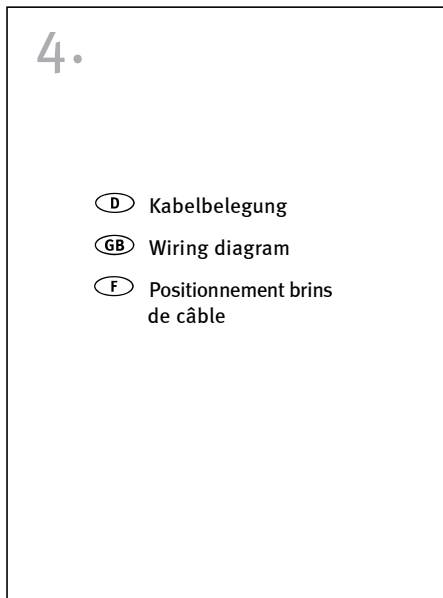 4.
D Kabelbelegung
GB Wiring diagram
F Positionnement brins
de câble